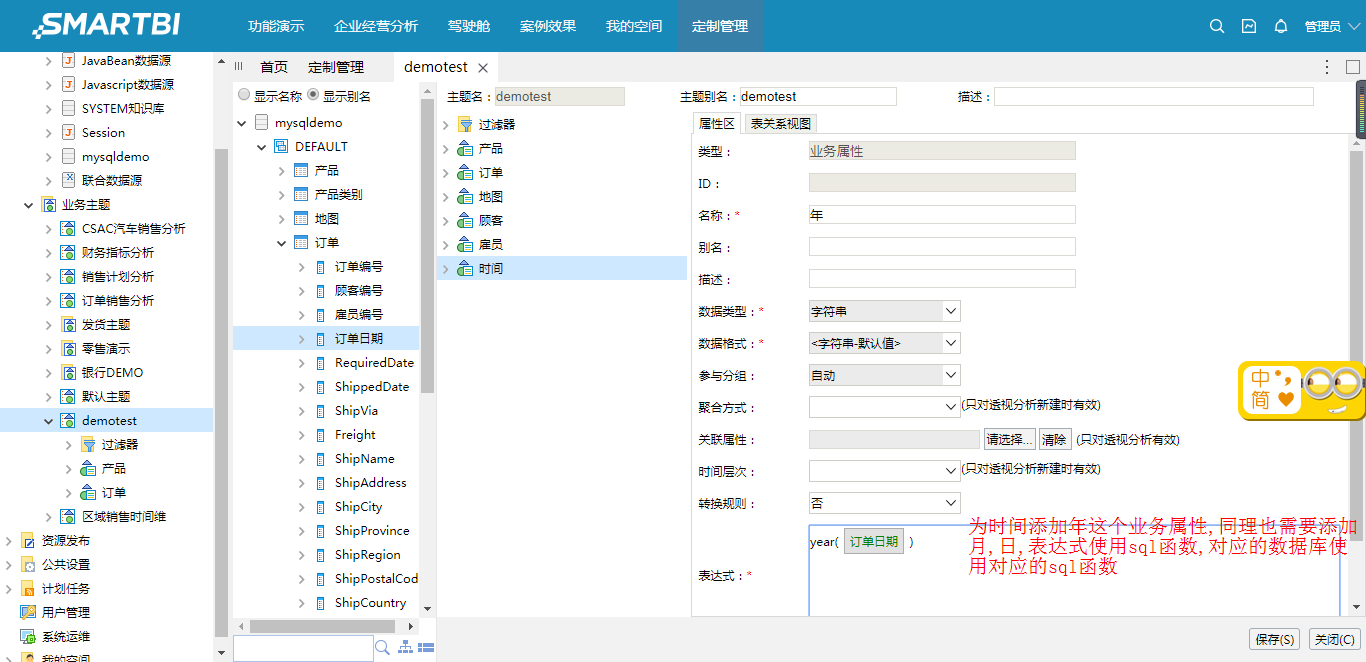 SMARTBI
功能演示
企业经营分析
驾驶舱
案例效果
我的空间
定制管理
管理员
JavaBean数据源
Javascript数据源
SYSTEM知识库
Session
mysqldemo
联合数据源
业务主题
CSAC汽车销售分析
财务指标分析
销售计划分析
订单销售分析
发货主题
零售演示
银行DEMO
默认主题
demotest
过滤器
产品
订单
区域销售时间维
资源发布
公共设置
计划任务
用户管理
系统运维
我的空间
首页
定制管理
demotest
显示名称
显示别名
mysqldemo
DEFAULT
产品
产品类别
地图
订单
订单编号
顾客编号
雇员编号
订单日期
RequiredDate
ShippedDate
ShipVia
Freight
ShipName
ShipAddress
ShipCity
ShipProvince
ShipRegion
ShipPostalCod
ShipCountry
主题名：demotest
主题别名：demotest
描述：
过滤器
产品
订单
地图
顾客
雇员
时间
属性区
表关系视图
类型：业务属性
ID：
名称：* 年
别名：
描述：
数据类型：* 字符串
数据格式：* <字符串-默认值>
参与分组：自动
聚合方式：(只对透视分析新建时有效)
关联属性：请选择... 清除 (只对透视分析有效)
时间层次：(只对透视分析新建时有效)
转换规则：否
表达式：*
year( 订单日期 )
为时间添加年这个业务属性,同理也需要添加
月,日,表达式使用sql函数,对应的数据库使
用对应的sql函数
中
简
保存(S)
关闭(C)